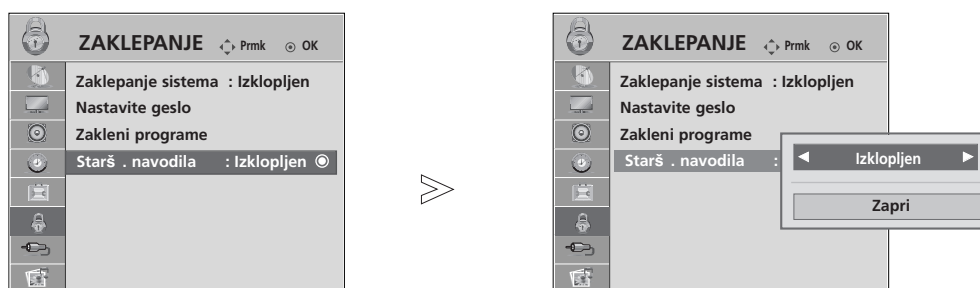 ZAKLEPANJE Prmk OK
Zaklepanje sistema : Izklopljen
Nastavite geslo
Zakleni programe
Starš . navodila : Izklopljen
ZAKLEPANJE Prmk OK
Zaklepanje sistema : Izklopljen
Nastavite geslo
Zakleni programe
Starš . navodila :
Izklopljen
Zapri